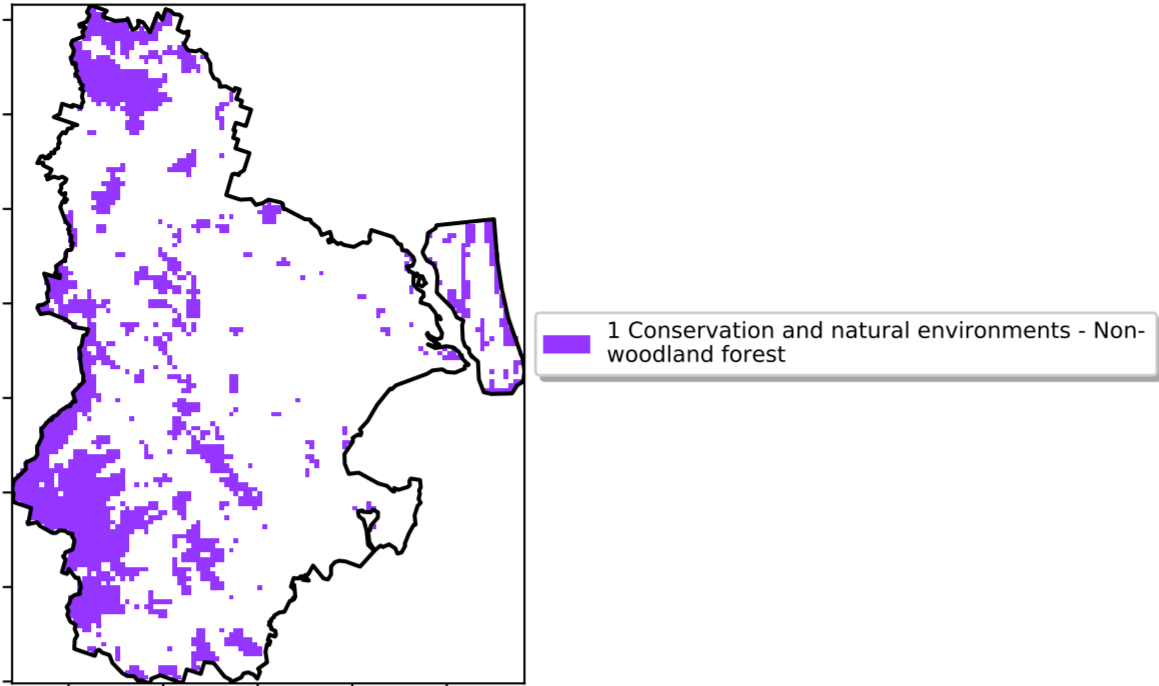 1 Conservation and natural environments - Non-
woodland forest